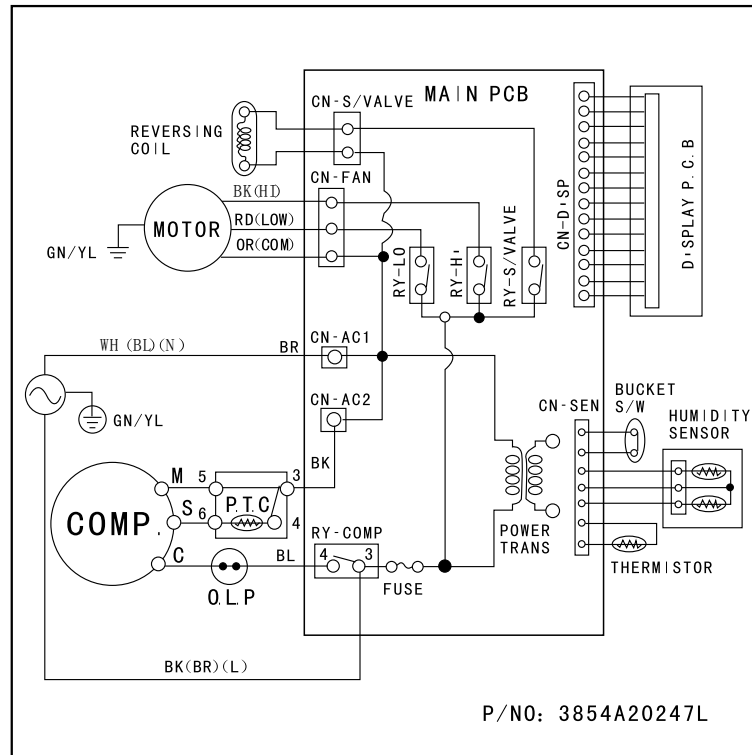 CN-S/VALVE
MAIN PCB
REVERSING
COIL
CN-FAN
BK(HI)
RD(LOW)
OR(COM)
MOTOR
GN/YL
RY-LO
RY-HI
RY-S/VALVE
CN-DISP
DISPLAY P.C.B
WH (BL)(N)
BR
CN-AC1
CN-AC2
GN/YL
BK
CN-SEN
BUCKET
S/W
HUMIDITY
SENSOR
M
5
3
P.T.C
S
6
4
COMP.
C
O.L.P
BL
RY-COMP
4
3
FUSE
POWER
TRANS
THERMISTOR
BK(BR)(L)
P/NO: 3854A20247L